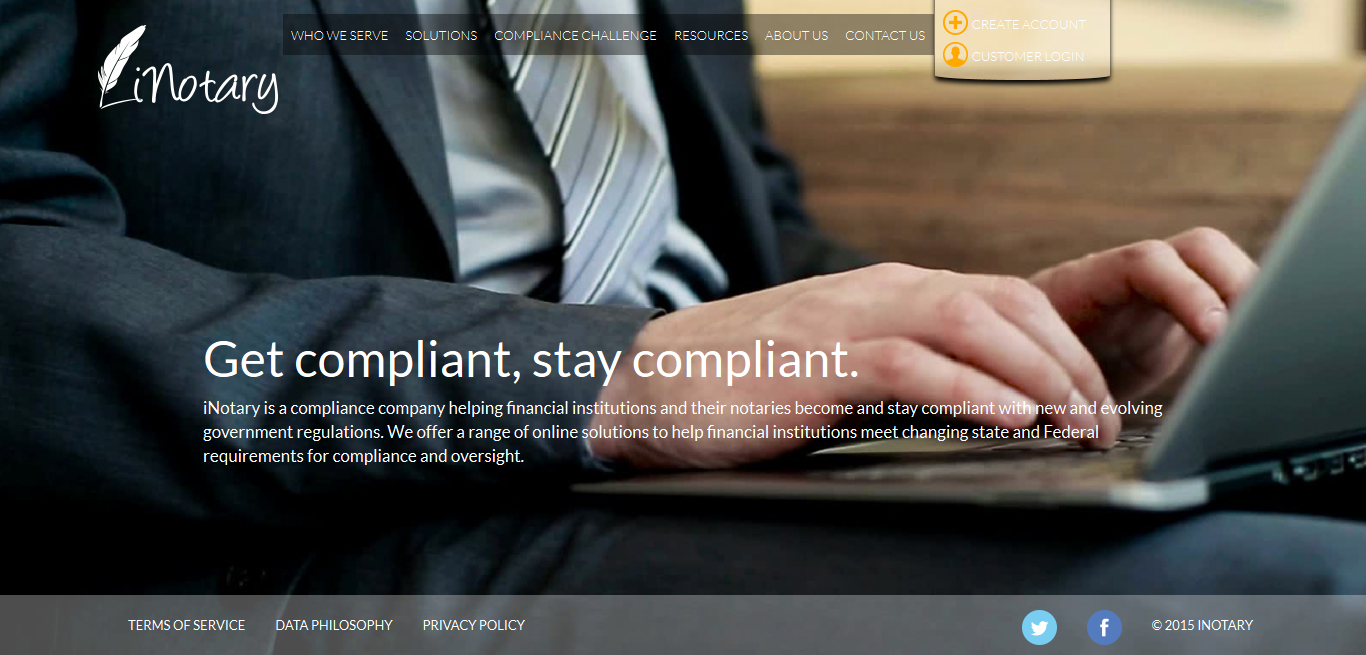 iNotary
WHO WE SERVE SOLUTIONS COMPLIANCE CHALLENGE RESOURCES ABOUT US CONTACT US
CREATE ACCOUNT
CUSTOMER LOGIN
Get compliant, stay compliant.
iNotary is a compliance company helping financial institutions and their notaries become and stay compliant with new and evolving
government regulations. We offer a range of online solutions to help financial institutions meet changing state and Federal
requirements for compliance and oversight.
TERMS OF SERVICE DATA PHILOSOPHY PRIVACY POLICY
© 2015 INOTARY